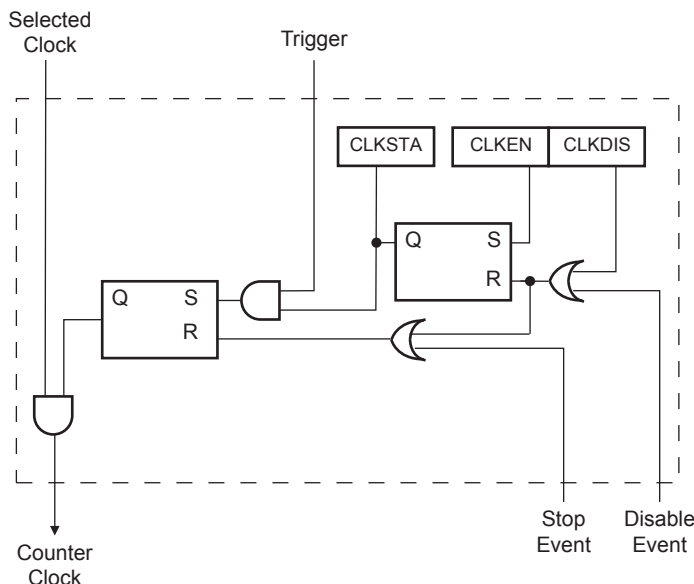 Selected
Clock
Trigger
CLKSTA
CLKEN
CLKDIS
Q
S
R
Q
S
R
Counter
Clock
Stop
Event
Disable
Event